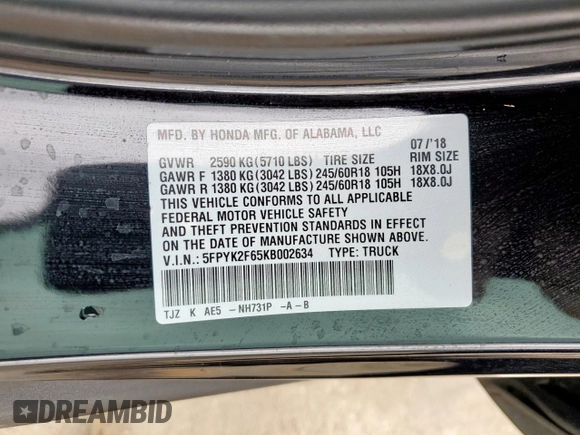 MFD. BY HONDA MFG. OF ALABAMA, LLC
07/'18
GVWR 2590 KG(5710 LBS) TIRE SIZE RIM SIZE
GAWR F 1380 KG(3042 LBS) 245/60R18 105H 18X8.0J
GAWR R 1380 KG(3042 LBS) 245/60R18 105H 18X8.0J
THIS VEHICLE CONFORMS TO ALL APPLICABLE
FEDERAL MOTOR VEHICLE SAFETY
AND THEFT PREVENTION STANDARDS IN EFFECT
ON THE DATE OF MANUFACTURE SHOWN ABOVE.
V.I.N.: 5FPYK2F65KB002634 TYPE: TRUCK
TJZ K AE5 -NH731P -A-B
DREAMBID